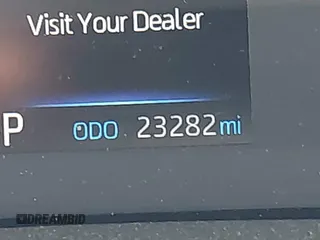 Visit Your Dealer
P ODO 23282 mi
DREAMBID